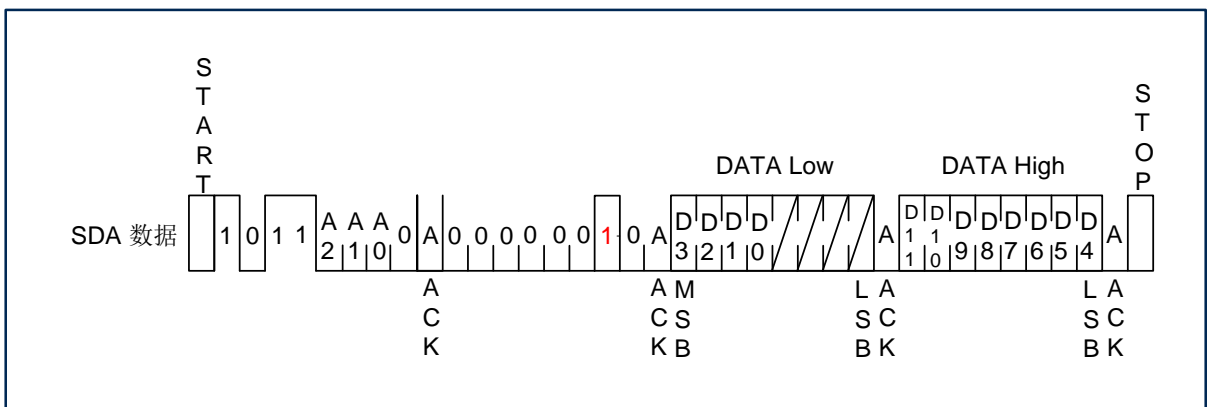 START
STOP
DATA Low DATA High
SDA 数据 1 0 1 1 A2 A1 A0 0 A 0 0 0 0 0 0 1 0 A D3 D2 D1 D0 A D11 D10 D9 D8 D7 D6 D5 D4 A
ACK ACK MSB LSB ACK LSB ACK